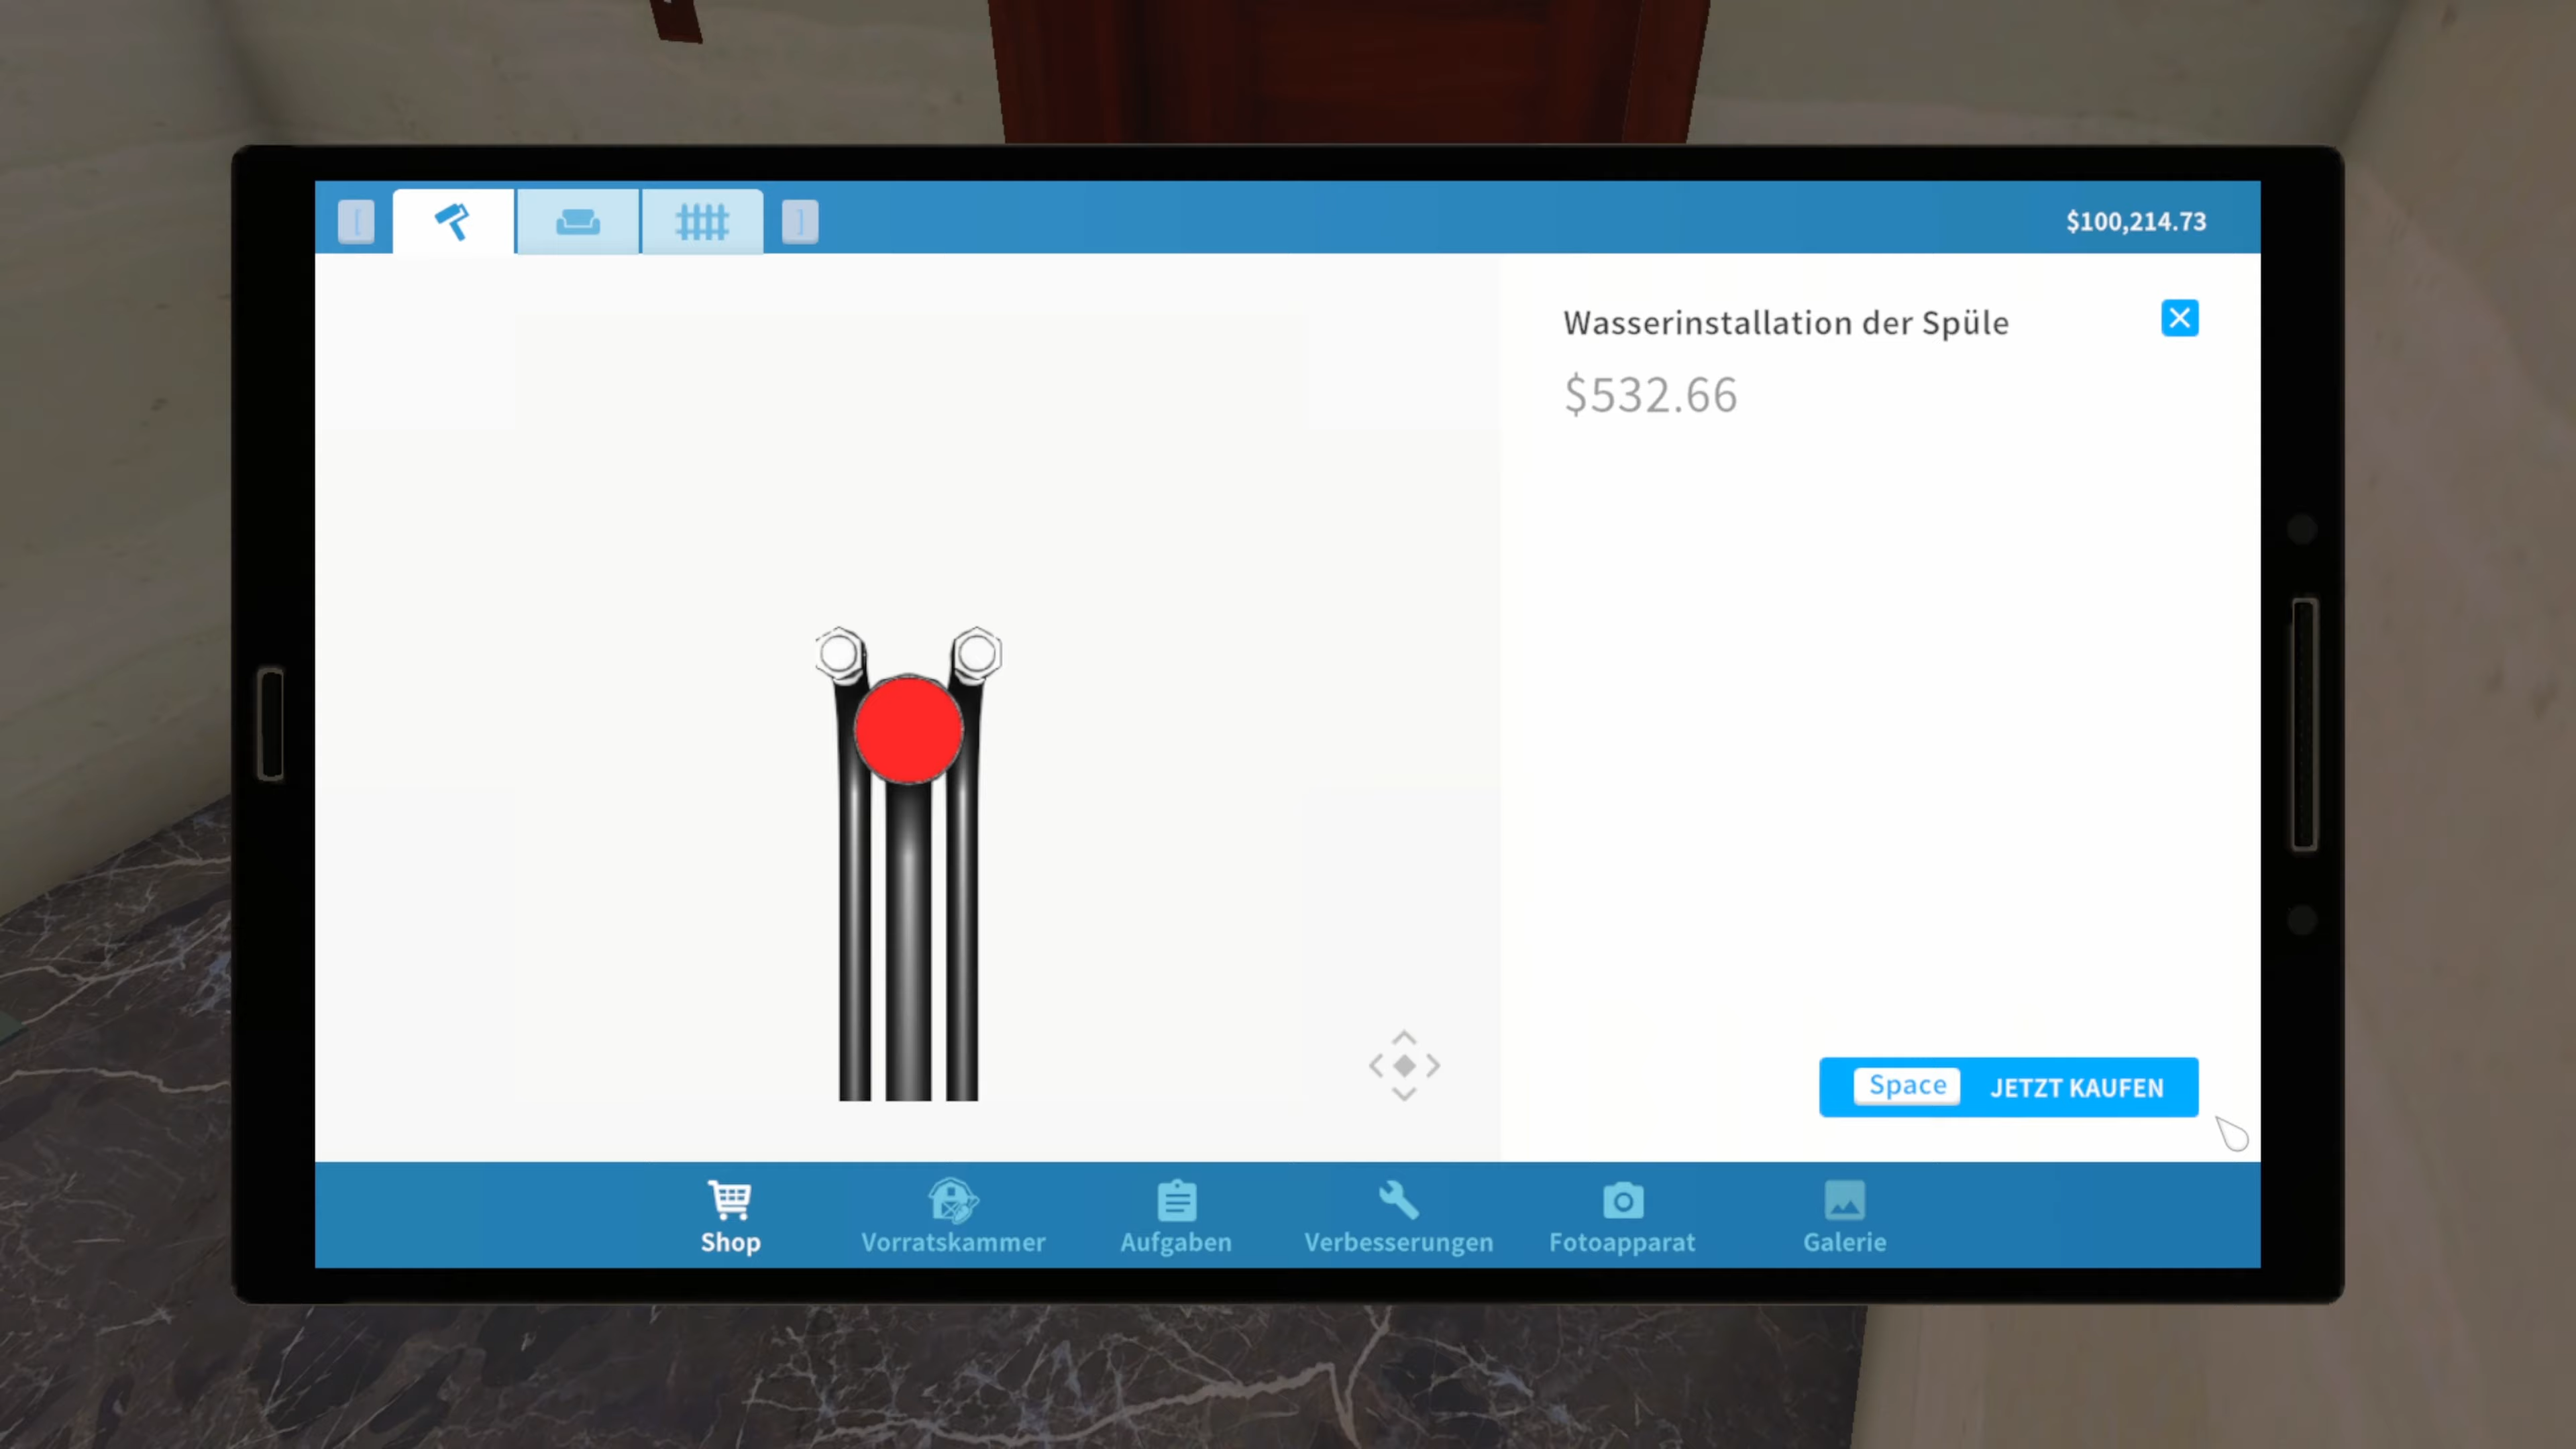 [
]
$100,214.73
Wasserinstallation der Spüle
$532.66
Space JETZT KAUFEN
Shop
Vorratskammer
Aufgaben
Verbesserungen
Fotoapparat
Galerie